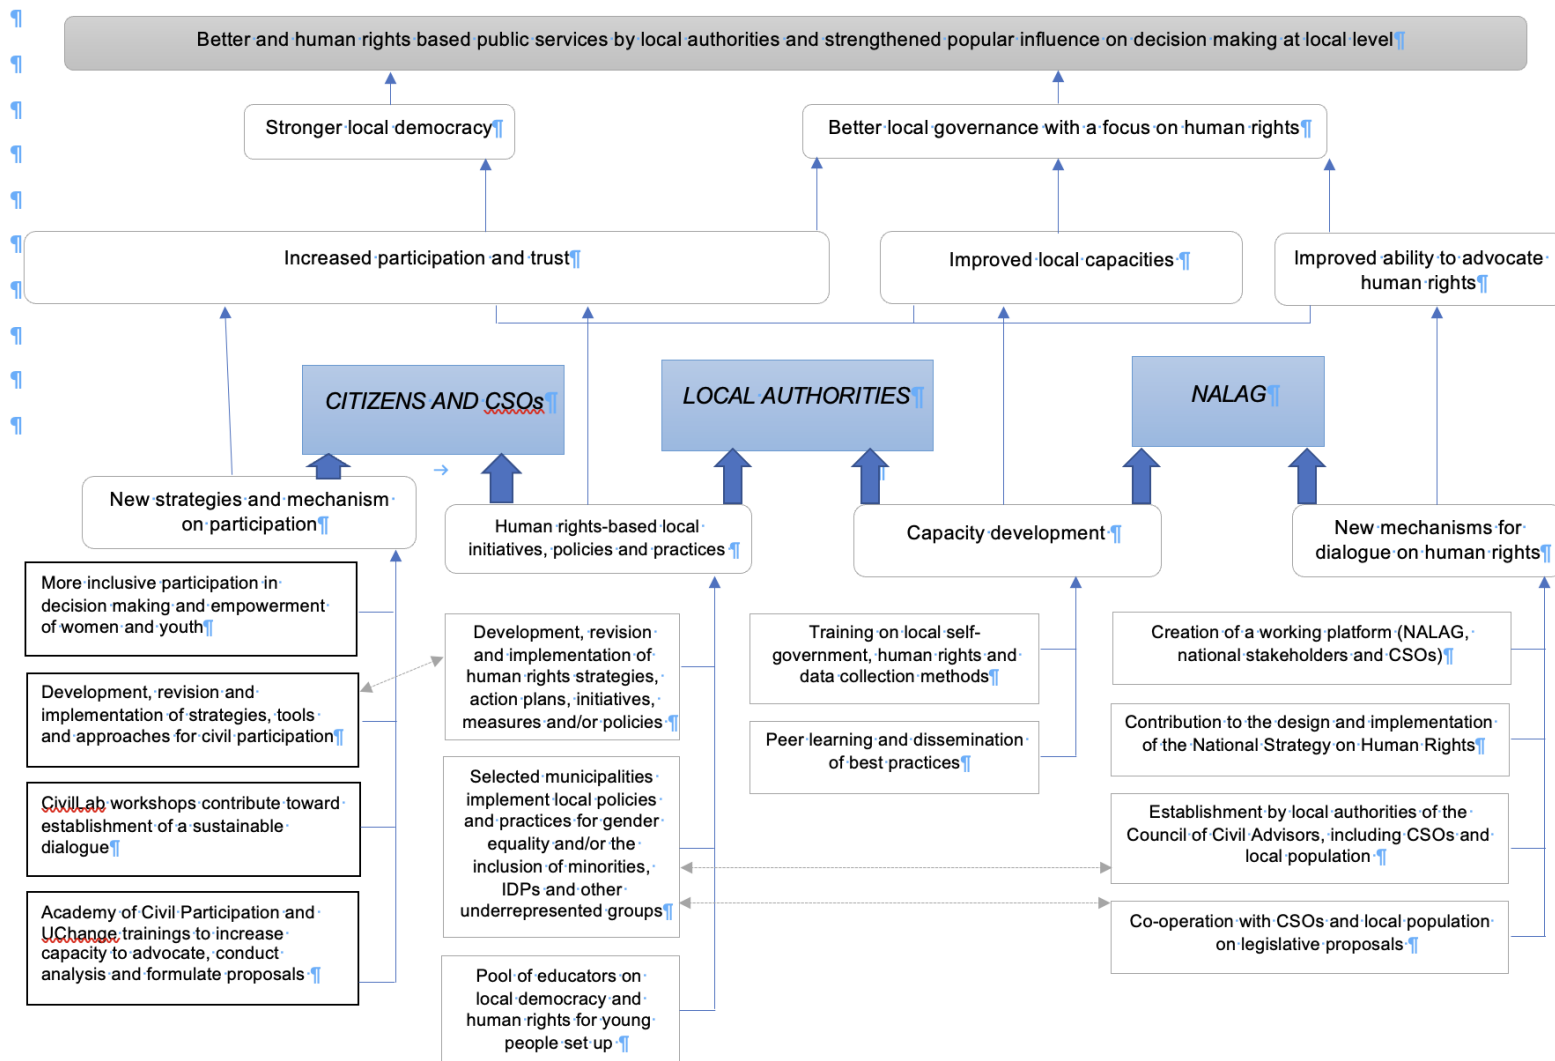 Better and human rights based public services by local authorities and strengthened popular influence on decision making at local level
Stronger local democracy
Better local governance with a focus on human rights
Increased participation and trust
Improved local capacities
Improved ability to advocate
human rights
CITIZENS AND CSOs
LOCAL AUTHORITIES
NALAG
New strategies and mechanism
on participation
Human rights-based local
initiatives, policies and practices
Capacity development
New mechanisms for
dialogue on human rights
More inclusive participation in
decision making and empowerment
of women and youth
Development, revision and
implementation of strategies, tools
and approaches for civil participation
CivilLab workshops contribute toward
establishment of a sustainable
dialogue
Academy of Civil Participation and
UChange trainings to increase
capacity to advocate, conduct
analysis and formulate proposals
Development, revision
and implementation of
human rights strategies,
action plans, initiatives,
measures and/or policies
Selected municipalities
implement local policies
and practices for gender
equality and/or the
inclusion of minorities,
IDPs and other
underrepresented groups
Pool of educators on
local democracy and
human rights for young
people set up
Training on local self-
government, human rights and
data collection methods
Peer learning and dissemination
of best practices
Creation of a working platform (NALAG,
national stakeholders and CSOs)
Contribution to the design and implementation
of the National Strategy on Human Rights
Establishment by local authorities of the
Council of Civil Advisors, including CSOs and
local population
Co-operation with CSOs and local population
on legislative proposals